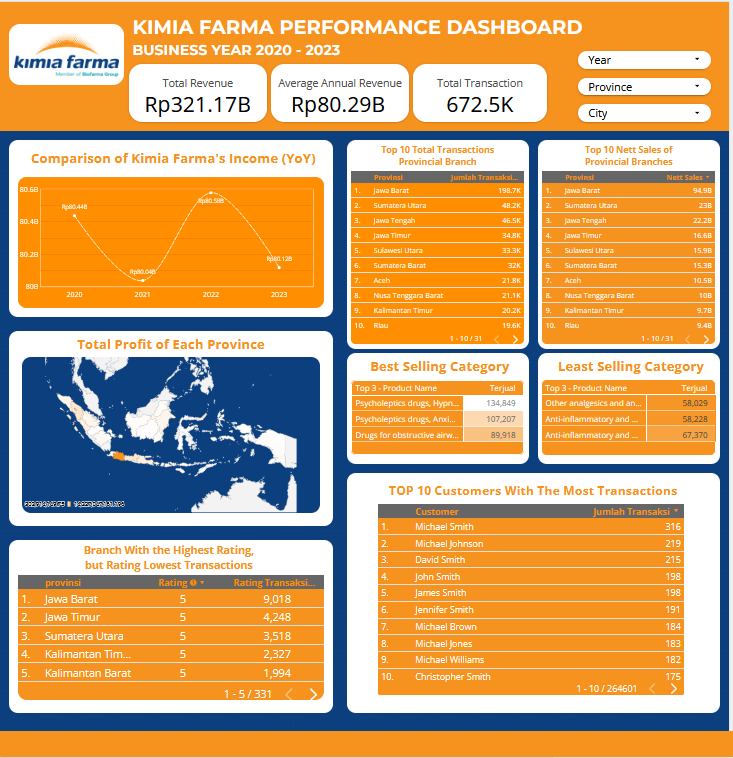 KIMIA FARMA PERFORMANCE DASHBOARD
BUSINESS YEAR 2020 - 2023
kimia farma
Member of Biofarma Group
Total Revenue
Rp321.17B
Average Annual Revenue
Rp80.29B
Total Transaction
672.5K
Year
Province
City
Comparison of Kimia Farma's Income (YoY)
80.6B
80.4B
80.2B
80B
Rp80.44B
Rp80.04B
Rp80.58B
Rp80.12B
2020 2021 2022 2023
Top 10 Total Transactions
Provincial Branch
Provinsi Jumlah Transaksi...
1. Jawa Barat 198.7K
2. Sumatera Utara 48.2K
3. Jawa Tengah 46.5K
4. Jawa Timur 34.8K
5. Sulawesi Utara 33.3K
6. Sumatera Barat 32K
7. Aceh 21.8K
8. Nusa Tenggara Barat 21.1K
9. Kalimantan Timur 20.2K
10. Riau 19.6K
1 - 10 / 31
Top 10 Nett Sales of
Provincial Branches
Provinsi Nett Sales
1. Jawa Barat 94.9B
2. Sumatera Utara 23B
3. Jawa Tengah 22.2B
4. Jawa Timur 16.6B
5. Sulawesi Utara 15.9B
6. Sumatera Barat 15.3B
7. Aceh 10.5B
8. Nusa Tenggara Barat 10B
9. Kalimantan Timur 9.7B
10. Riau 9.4B
1 - 10 / 31
Total Profit of Each Province
Best Selling Category
Top 3 - Product Name Terjual
Psycholeptics drugs, Hypn... 134,849
Psycholeptics drugs, Anxi... 107,207
Drugs for obstructive airw... 89,918
Least Selling Category
Top 3 - Product Name Terjual
Other analgesics and an... 58,029
Anti-inflammatory and ... 58,228
Anti-inflammatory and ... 67,370
Branch With the Highest Rating,
but Rating Lowest Transactions
provinsi Rating Rating Transaksi...
1. Jawa Barat 5 9,018
2. Jawa Timur 5 4,248
3. Sumatera Utara 5 3,518
4. Kalimantan Tim... 5 2,327
5. Kalimantan Barat 5 1,994
1 - 5 / 331
TOP 10 Customers With The Most Transactions
Customer Jumlah Transaksi
1. Michael Smith 316
2. Michael Johnson 219
3. David Smith 215
4. John Smith 198
5. James Smith 198
6. Jennifer Smith 191
7. Michael Brown 184
8. Michael Jones 183
9. Michael Williams 182
10. Christopher Smith 175
1 - 10 / 264601